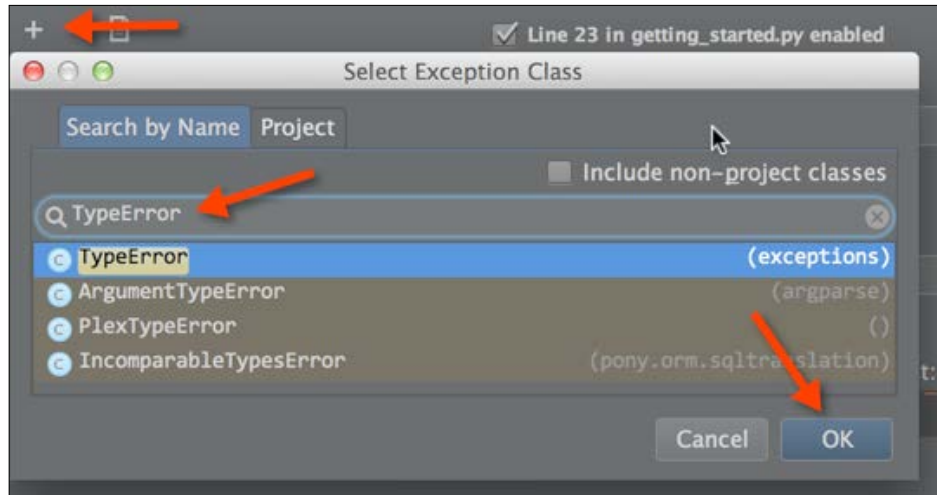 +
Line 23 in getting_started.py enabled
Select Exception Class
Search by Name Project
Include non-project classes
TypeError
TypeError (exceptions)
ArgumentTypeError (argparse)
PlexTypeError ()
IncomparableTypesError (pony.orm.sqltranslation)
t:
Cancel OK